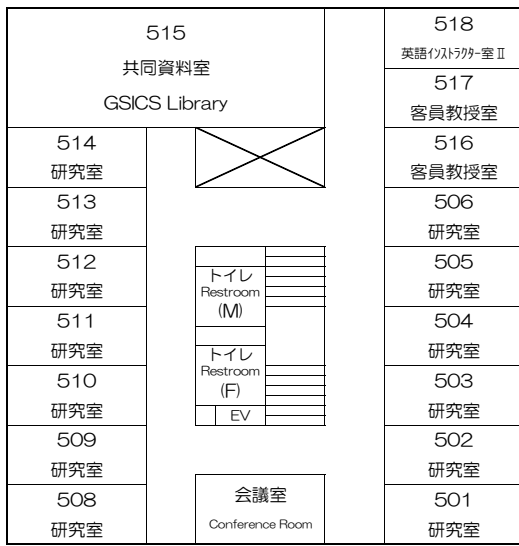 515
共同資料室
GSICS Library
518
英語ｲﾝｽﾄﾗｸﾀｰ室Ⅱ
517
客員教授室
514
研究室
516
客員教授室
513
研究室
506
研究室
512
研究室
トイレ
Restroom
(M)
505
研究室
511
研究室
504
研究室
トイレ
Restroom
(F)
510
研究室
503
研究室
EV
509
研究室
502
研究室
508
研究室
会議室
Conference Room
501
研究室